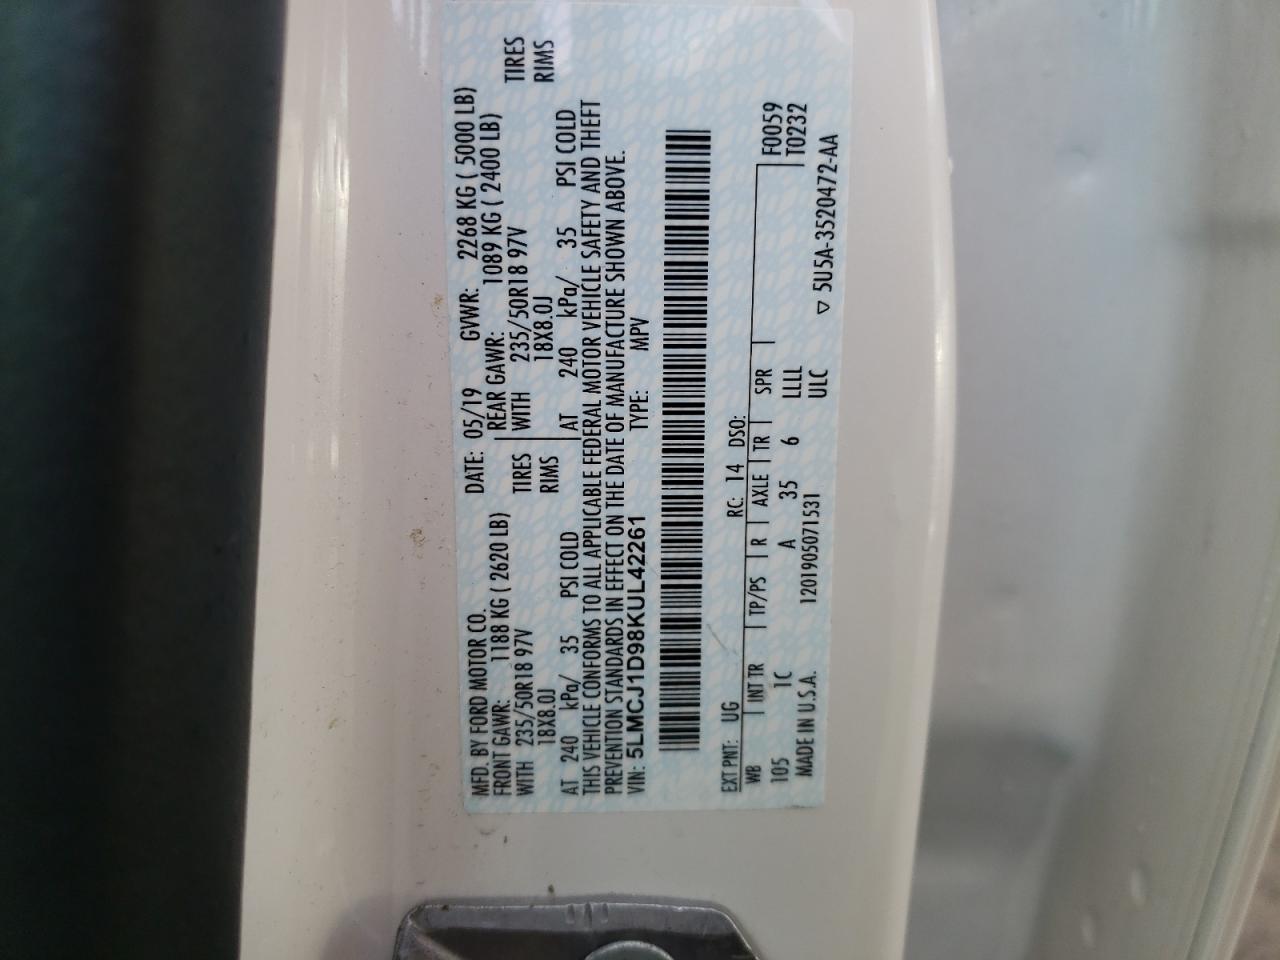 MFD. BY FORD MOTOR CO. DATE: 05/19 GVWR: 2268 KG ( 5000 LB)
FRONT GAWR: 1188 KG ( 2620 LB) REAR GAWR: 1089 KG ( 2400 LB)
WITH 235/50R18 97V TIRES WITH 235/50R18 97V TIRES
18X8.0J RIMS 18X8.0J RIMS
AT 240 kPa/ 35 PSI COLD AT 240 kPa/ 35 PSI COLD
THIS VEHICLE CONFORMS TO ALL APPLICABLE FEDERAL MOTOR VEHICLE SAFETY AND THEFT
PREVENTION STANDARDS IN EFFECT ON THE DATE OF MANUFACTURE SHOWN ABOVE.
VIN: 5LMCJ1D98KUL42261 TYPE: MPV
EXT PNT: UG RC: 14 DSO:
WB INT TR TP/PS R AXLE TR SPR F0059
105 1C A 35 6 LLLL T0232
MADE IN U.S.A. 1201905071531 ULC ▽ 5U5A-3520472-AA